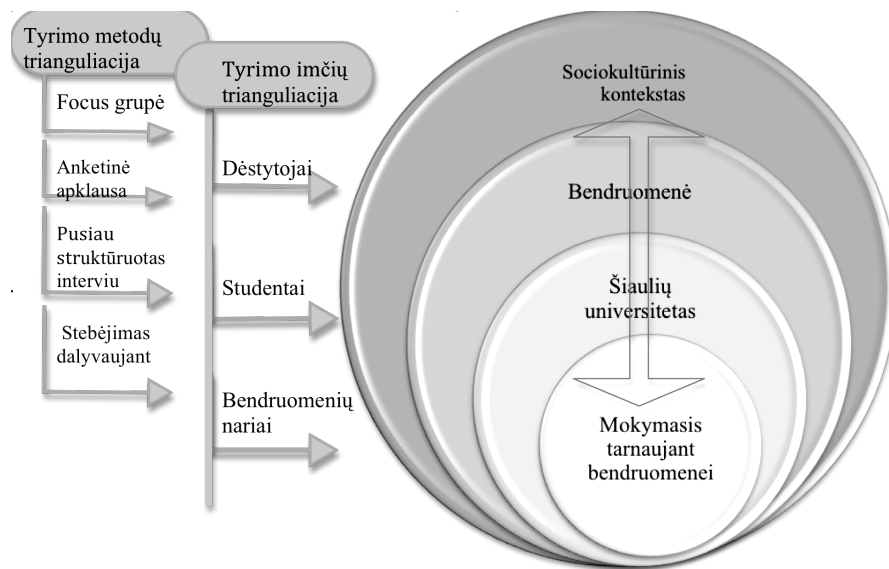 Tyrimo metodų
trianguliacija
Focus grupė
Anketinė
apklausa
Pusiau
struktūruotas
interviu
Stebėjimas
dalyvaujant
Tyrimo imčių
trianguliacija
Dėstytojai
Studentai
Bendruomenių
nariai
Sociokultūrinis
kontekstas
Bendruomenė
Šiaulių
universitetas
Mokymasis
tarnaujant
bendruomenei